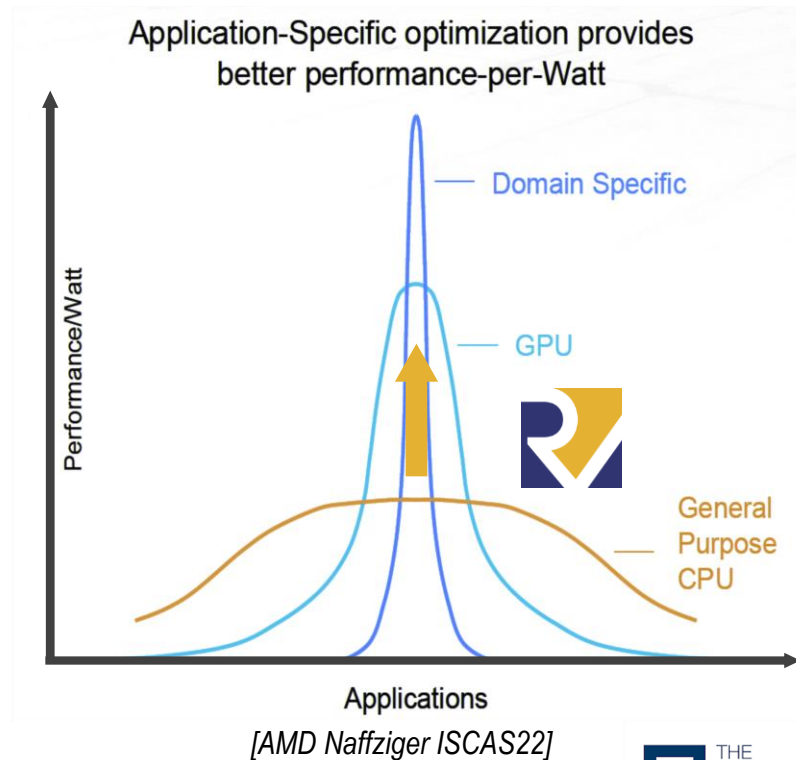 Application-Specific optimization provides
better performance-per-Watt
Domain Specific
GPU
General
Purpose
CPU
Performance/Watt
Applications
[AMD Naffziger ISCAS22]
THE